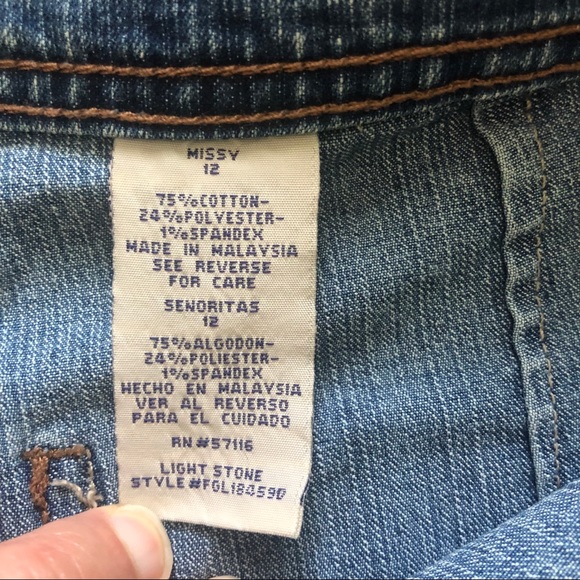 MISSY
12
75%COTTON-
24%POLYESTER-
1%SPANDEX
MADE IN MALAYSIA
SEE REVERSE
FOR CARE
SENORITAS
12
75%ALGODON-
24%POLIESTER-
1%SPANDEX
HECHO EN MALAYSIA
VER AL REVERSO
PARA EL CUIDADO
RN#57116
LIGHT STONE
STYLE#FGL18459D